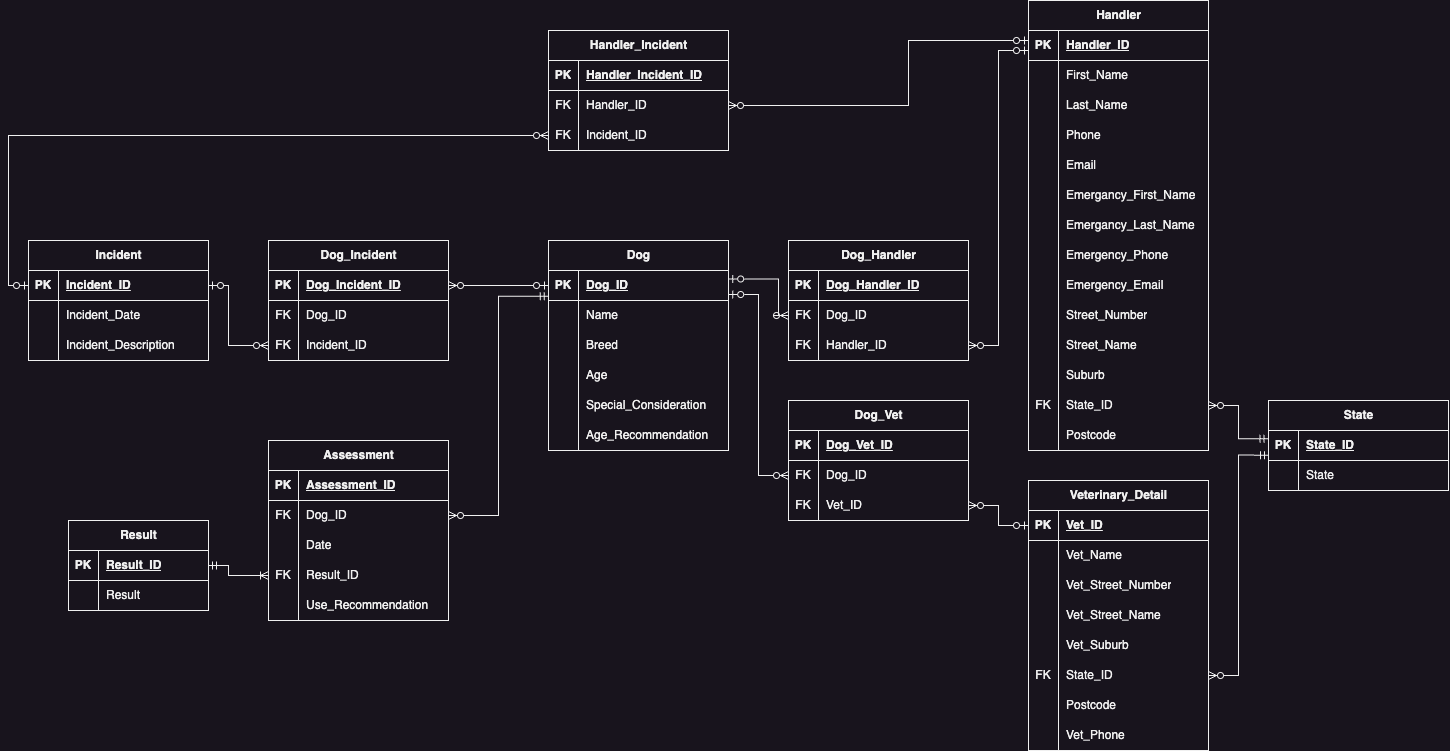 Handler
PK Handler_ID
First_Name
Last_Name
Phone
Email
Emergancy_First_Name
Emergancy_Last_Name
Emergency_Phone
Emergency_Email
Street_Number
Street_Name
Suburb
FK State_ID
Postcode
Handler_Incident
PK Handler_Incident_ID
FK Handler_ID
FK Incident_ID
Incident
PK Incident_ID
Incident_Date
Incident_Description
Dog_Incident
PK Dog_Incident_ID
FK Dog_ID
FK Incident_ID
Dog
PK Dog_ID
Name
Breed
Age
Special_Consideration
Age_Recommendation
Dog_Handler
PK Dog_Handler_ID
FK Dog_ID
FK Handler_ID
Dog_Vet
PK Dog_Vet_ID
FK Dog_ID
FK Vet_ID
State
PK State_ID
State
Assessment
PK Assessment_ID
FK Dog_ID
Date
FK Result_ID
Use_Recommendation
Result
PK Result_ID
Result
Veterinary_Detail
PK Vet_ID
Vet_Name
Vet_Street_Number
Vet_Street_Name
Vet_Suburb
FK State_ID
Postcode
Vet_Phone